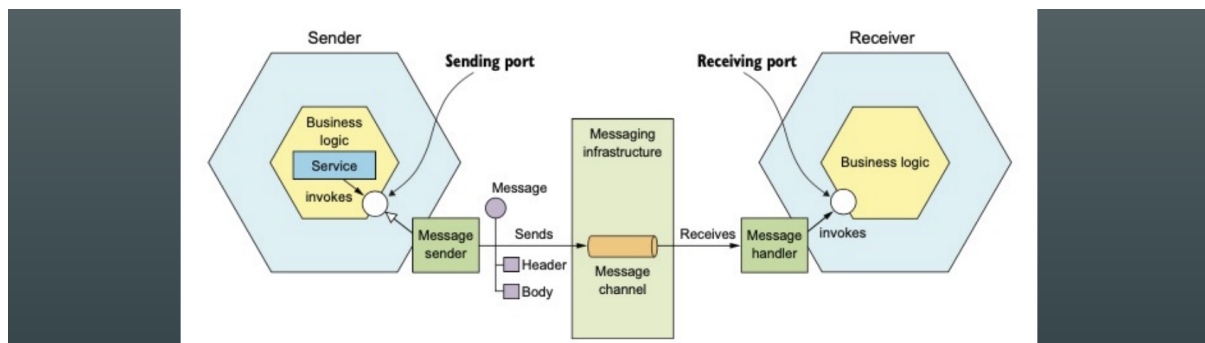 Sender
Receiver
Sending port
Receiving port
Business
logic
Service
invokes
Messaging
infrastructure
Business logic
Message
Message
sender
Sends
Header
Body
Message
channel
Receives
Message
handler
invokes